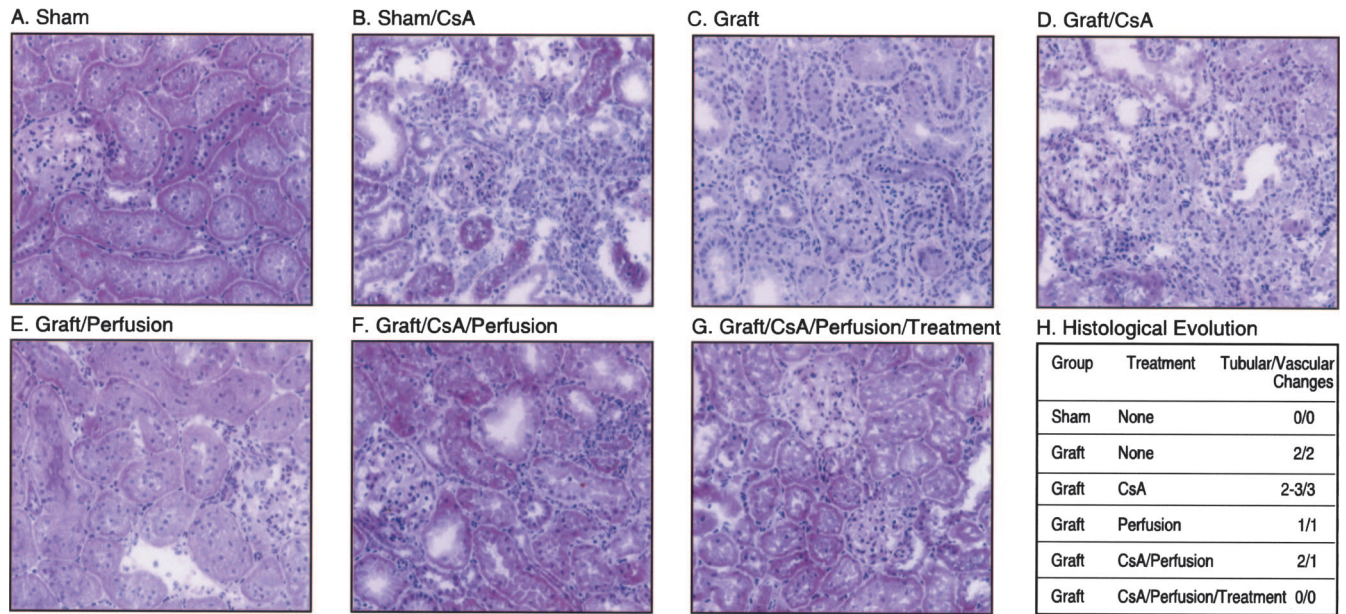 A. Sham
B. Sham/CsA
C. Graft
D. Graft/CsA
E. Graft/Perfusion
F. Graft/CsA/Perfusion
G. Graft/CsA/Perfusion/Treatment
H. Histological Evolution
Group Treatment Tubular/Vascular
Changes
Sham None 0/0
Graft None 2/2
Graft CsA 2-3/3
Graft Perfusion 1/1
Graft CsA/Perfusion 2/1
Graft CsA/Perfusion/Treatment 0/0